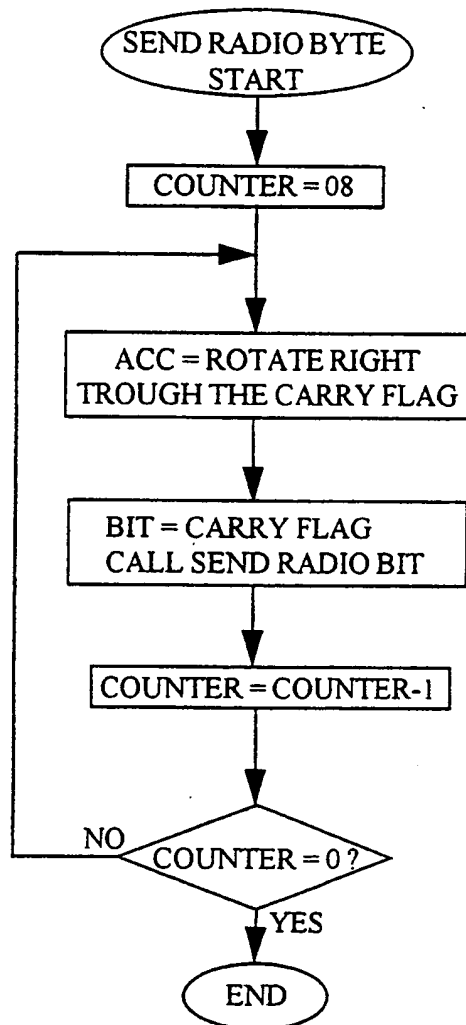 SEND RADIO BYTE
START
COUNTER = 08
ACC = ROTATE RIGHT
TROUGH THE CARRY FLAG
BIT = CARRY FLAG
CALL SEND RADIO BIT
COUNTER = COUNTER-1
NO
COUNTER = 0 ?
YES
END